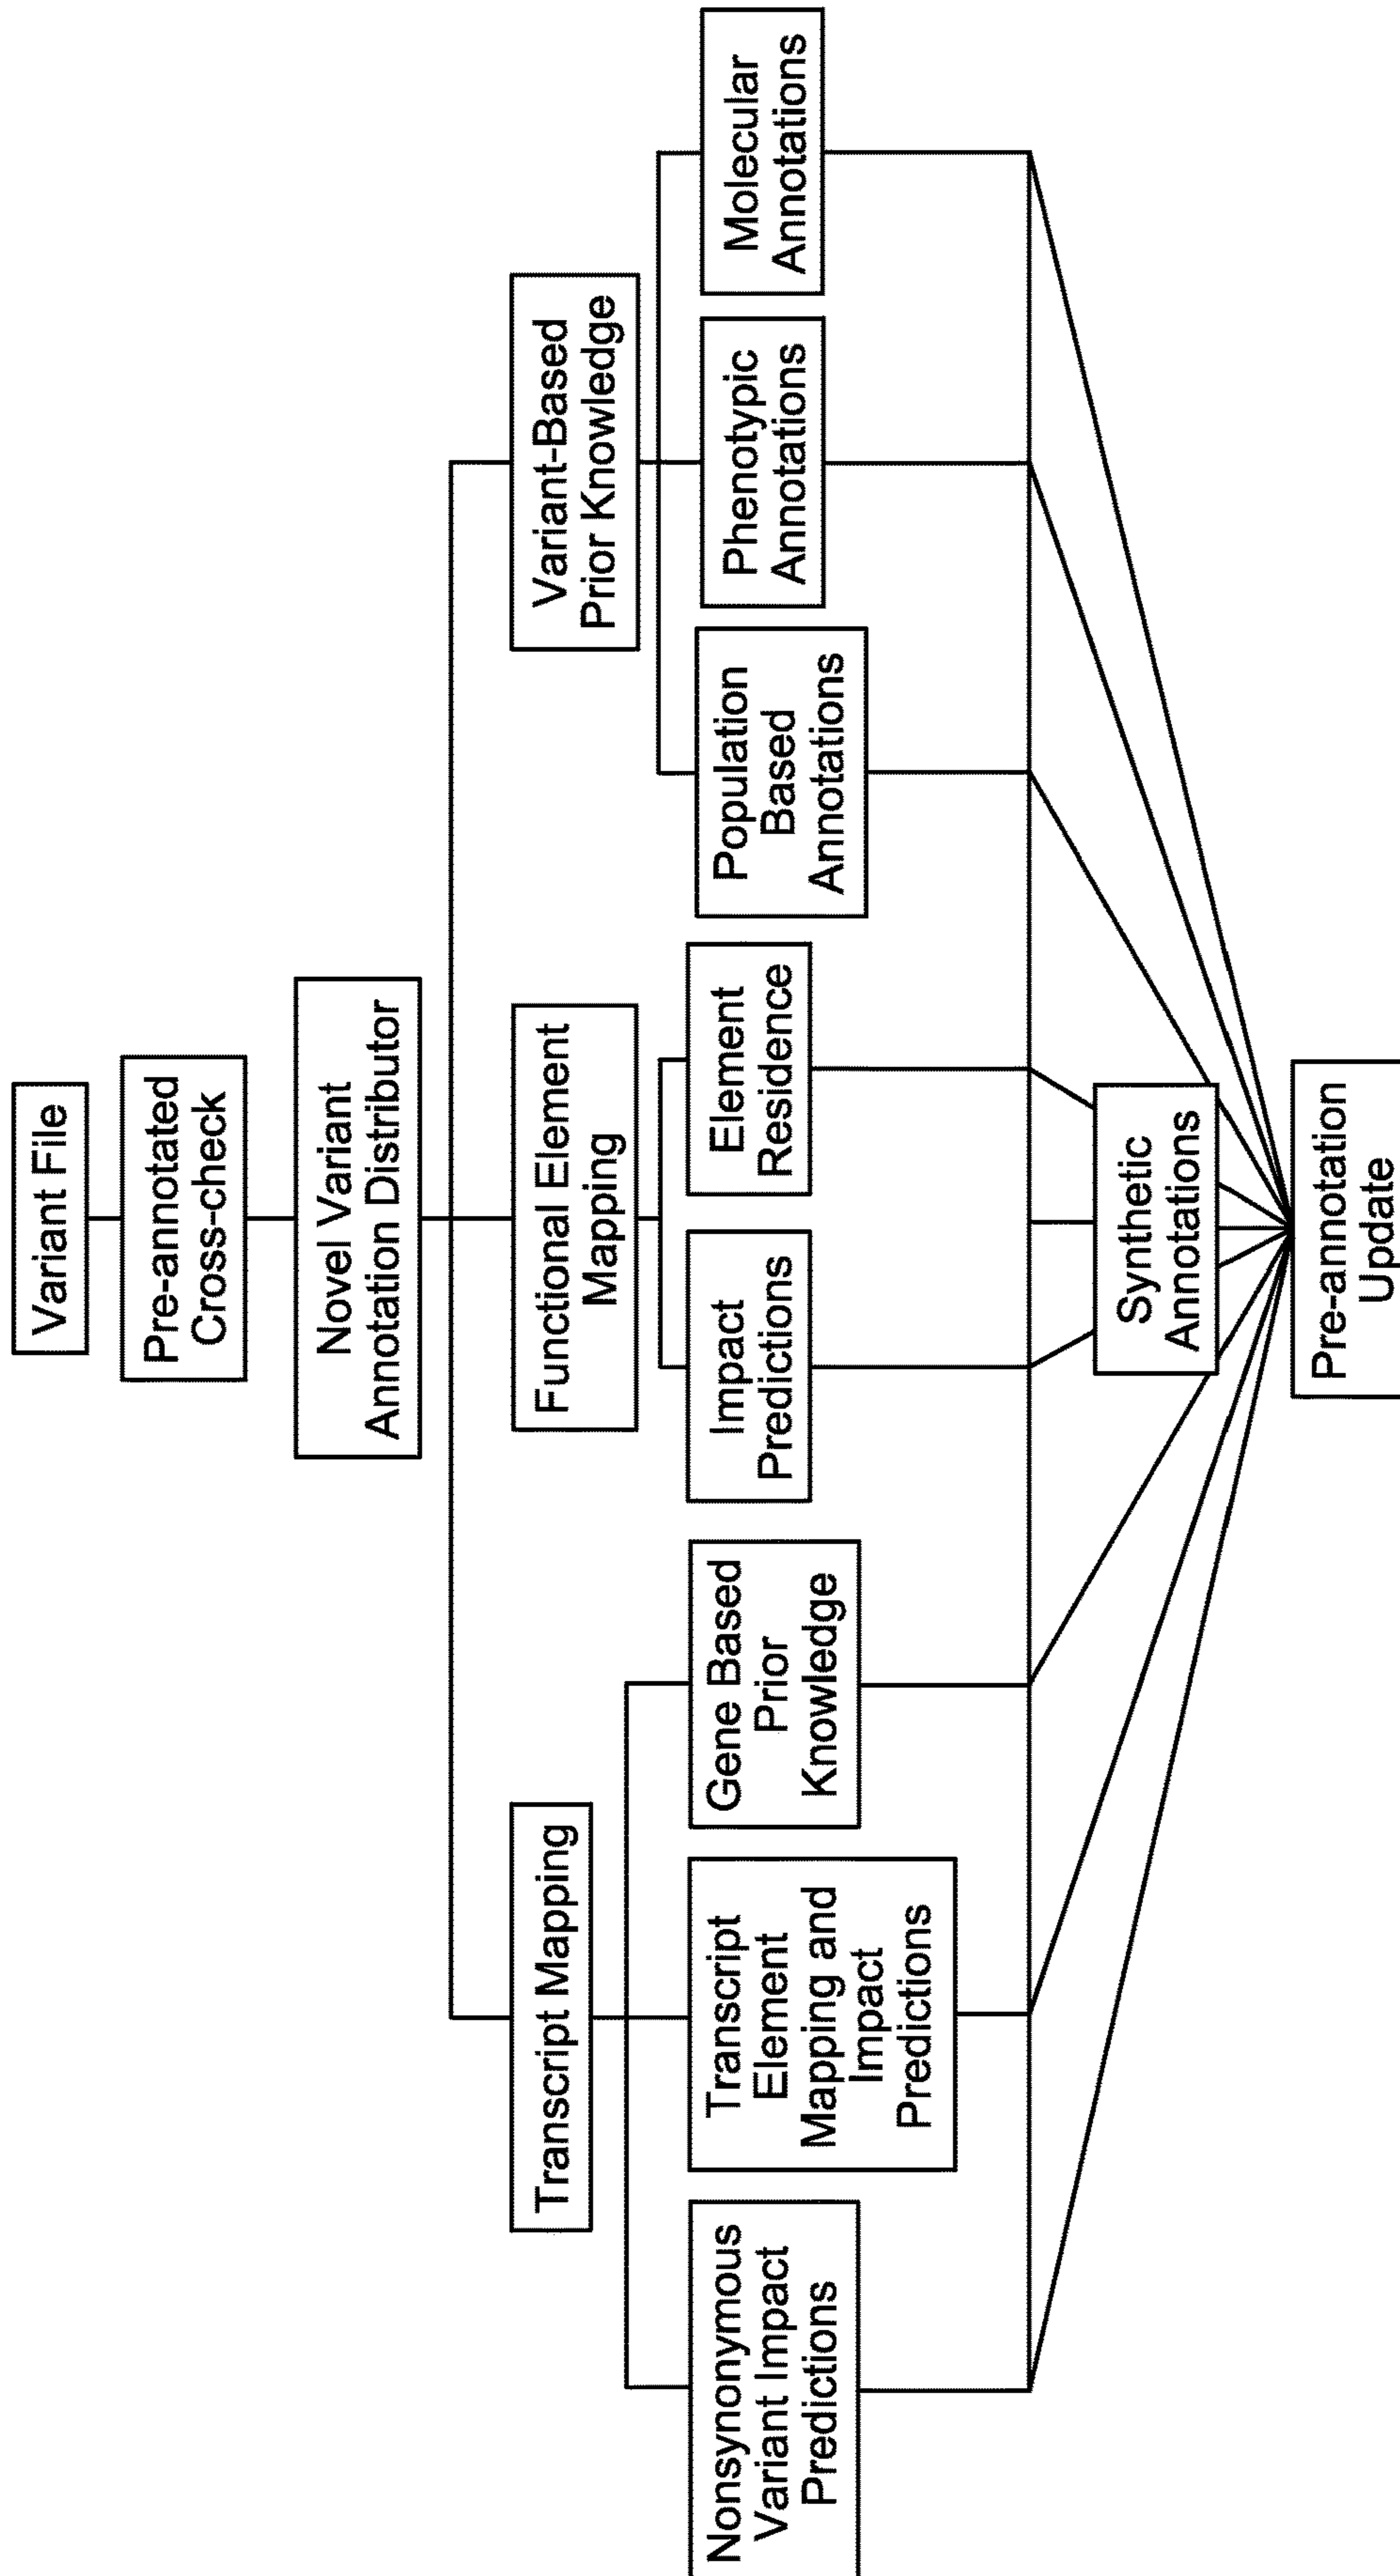 Variant File
Pre-annotated
Cross-check
Novel Variant
Annotation Distributor
Transcript Mapping
Functional Element
Mapping
Variant-Based
Prior Knowledge
Nonsynonymous
Variant Impact
Predictions
Transcript
Element
Mapping and
Impact
Predictions
Gene Based
Prior
Knowledge
Impact
Predictions
Element
Residence
Population
Based
Annotations
Phenotypic
Annotations
Molecular
Annotations
Synthetic
Annotations
Pre-annotation
Update